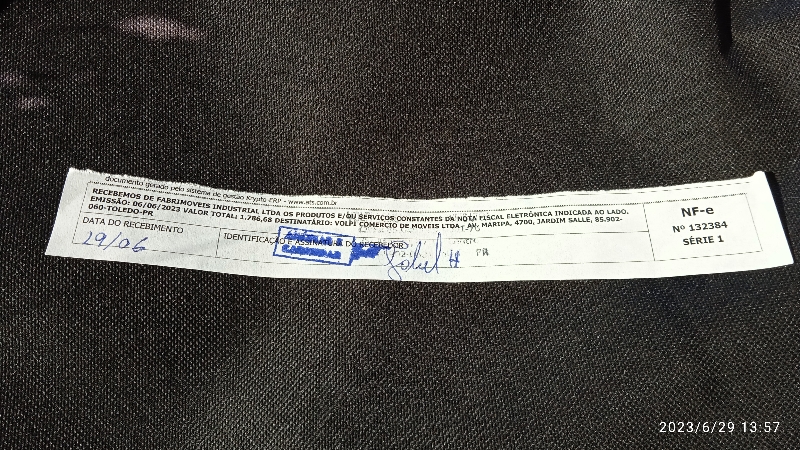 documento gerado pelo sistema de gestão Krypto ERP - www.ets.com.br
RECEBEMOS DE FABRIMOVEIS INDUSTRIAL LTDA OS PRODUTOS E/OU SERVIÇOS CONSTANTES DA NOTA FISCAL ELETRÔNICA INDICADA AO LADO.
EMISSÃO: 06/06/2023 VALOR TOTAL: 1.786,68 DESTINATÁRIO: VOLPI COMERCIO DE MOVEIS LTDA - AV. MARIPA, 4700, JARDIM SALLE, 85.902-
060-TOLEDO-PR
DATA DO RECEBIMENTO
29/06
IDENTIFICAÇÃO E ASSINATURA DO RECEBEDOR
PR
NF-e
Nº 132384
SÉRIE 1
2023/6/29 13:57